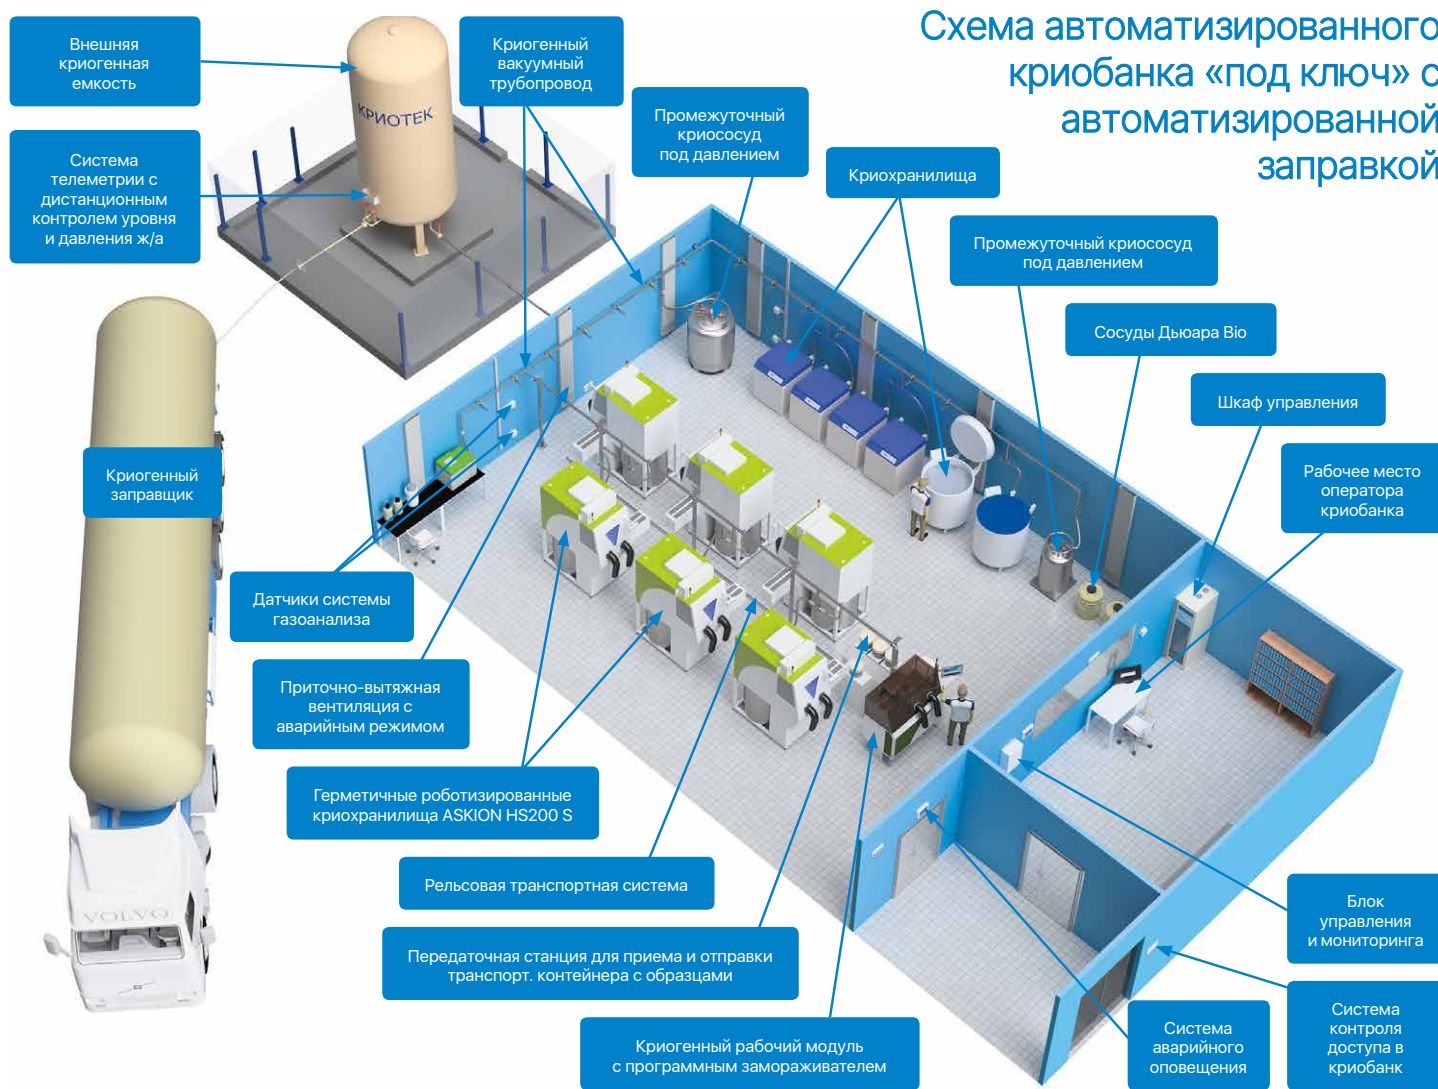 Схема автоматизированного
криобанка «под ключ» с
автоматизированной
заправкой
Внешняя
криогенная
емкость
Криогенный
вакуумный
трубопровод
КРИОТЕК
Промежуточный
криососуд
под давлением
Система
телеметрии с
дистанционным
контролем уровня
и давления ж/а
Криохранилища
Промежуточный криососуд
под давлением
Сосуды Дьюара Bio
Шкаф управления
Рабочее место
оператора
криобанка
Криогенный
заправщик
Датчики системы
газоанализа
Приточно-вытяжная
вентиляция с
аварийным режимом
Герметичные роботизированные
криохранилища ASKION HS200 S
Рельсовая транспортная система
VOLVO
Передаточная станция для приема и отправки
транспорт. контейнера с образцами
Криогенный рабочий модуль
с программным замораживателем
Система
аварийного
оповещения
Блок
управления
и мониторинга
Система
контроля
доступа в
криобанк